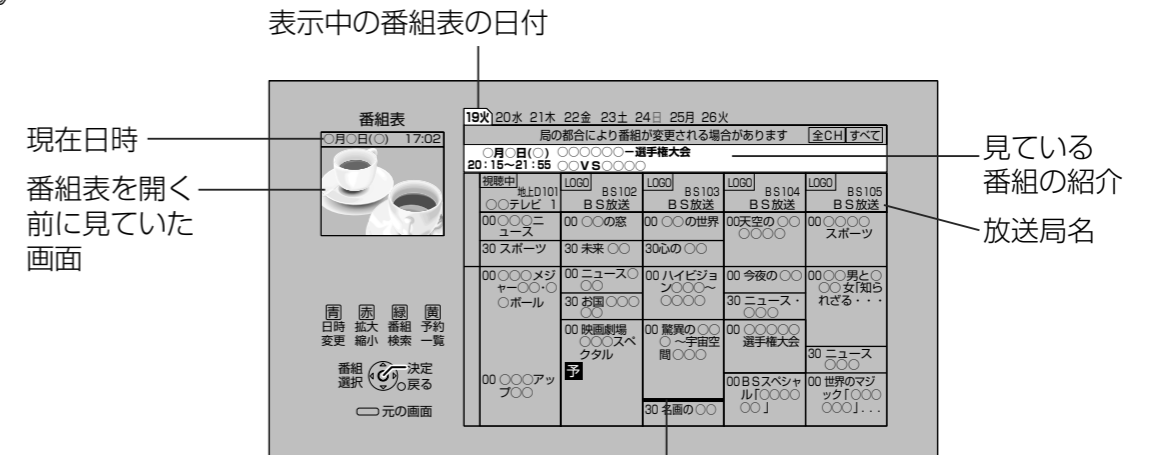 表示中の番組表の日付
現在日時
番組表を開く
前に見ていた
画面
見ている
番組の紹介
放送局名
番組表
○月○日(○) 17:02
青 赤 緑 黄
日時 拡大 番組 予約
変更 縮小 検索 一覧
番組
選択
決定
戻る
元の画面
19火 20水 21木 22金 23土 24日 25月 26火
局の都合により番組が変更される場合があります 全CH すべて
○月○日(○) ○○○○○○ー選手権大会
20:15~21:55 ○○VS○○○○
視聴中
地上D101
○○テレビ 1
00○○○ニ
ュース
30 スポーツ
00○○○メジ
ャー○○・○
○ボール
00○○○アッ
プ○○
LOGO BS102
BS放送
00 ○○の窓
30 未来 ○○
00 ニュース○
○○
30 お国○○○
○○
00 映画劇場
○○○スペ
クタル
予
LOGO BS103
BS放送
00 ○○の世界
30心の○○
00 ハイビジョ
ン○○○~
○○○○
00 驚異の○○
○ ~宇宙空
間○○○
30 名画の○○
LOGO BS104
BS放送
00天空の○○
○○○○
00 今夜の○○
30 ニュース・
○○○
00 ○○○○○
選手権大会
00BSスペシャ
ル「○○○○
○○」
LOGO BS105
BS放送
00○○○○
スポーツ
00○○男と○
○○女「知ら
れざる・・・
30 ニュース
○○○
00 世界のマジ
ック「○○○
○○○」...